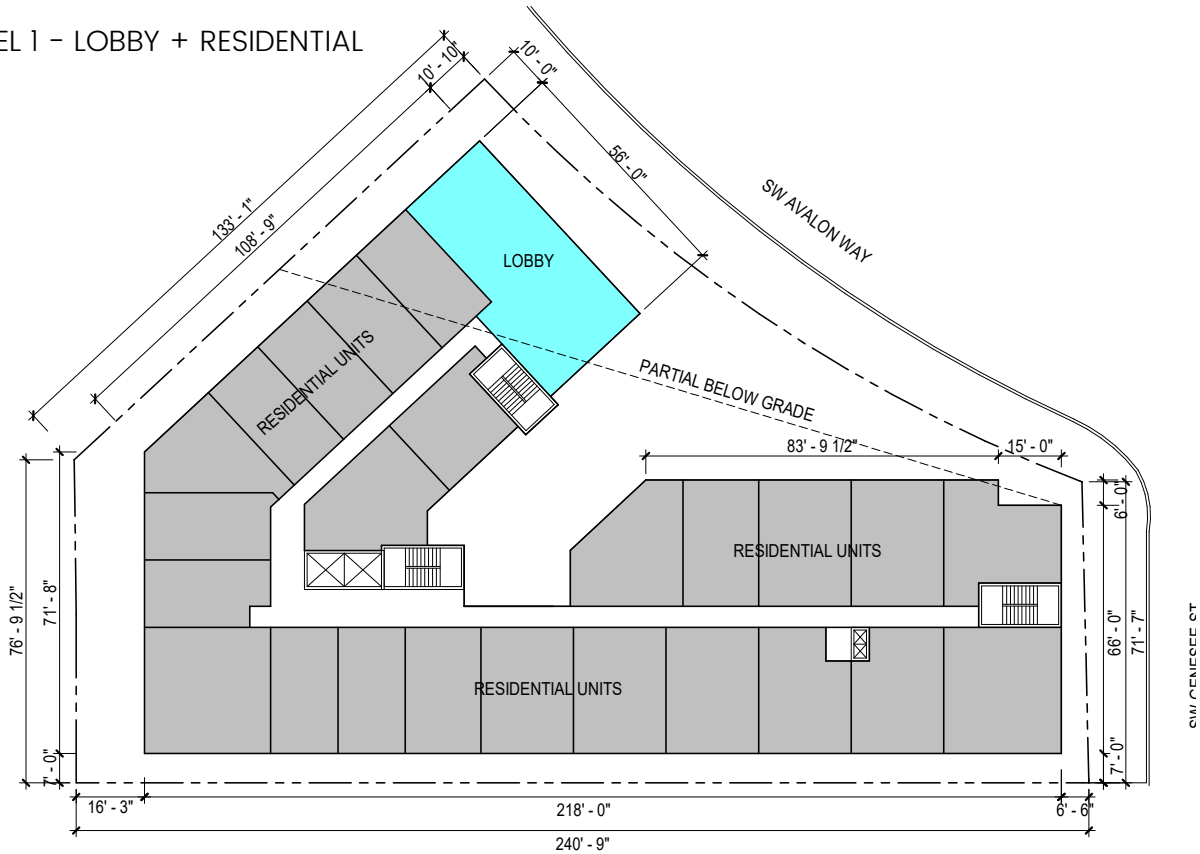 EL 1 - LOBBY + RESIDENTIAL
10' - 10"
10' - 0"
133' - 1"
108' - 9"
56' - 0"
SW AVALON WAY
LOBBY
RESIDENTIAL UNITS
PARTIAL BELOW GRADE
83' - 9 1/2"
15' - 0"
6' - 0"
RESIDENTIAL UNITS
76' - 9 1/2"
71' - 8"
66' - 0"
71' - 7"
SW GENESEE ST
RESIDENTIAL UNITS
7' - 0"
7' - 0"
16' - 3"
218' - 0"
6' - 6"
240' - 9"